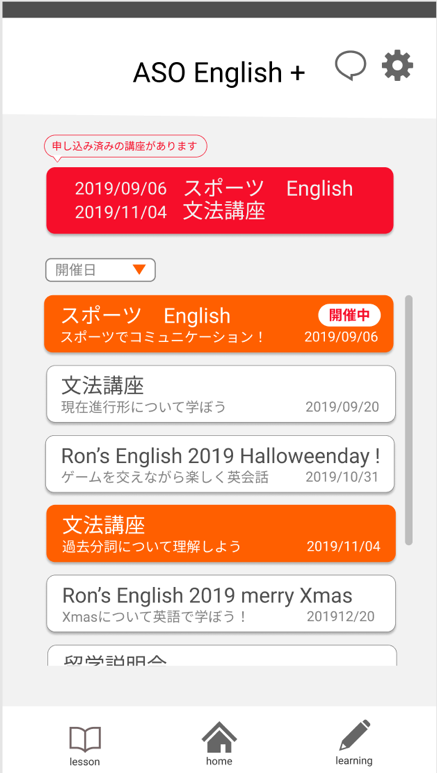 ASO English +
申し込み済みの講座があります
2019/09/06 スポーツ　English
2019/11/04 文法講座
開催日
スポーツ　English 開催中
スポーツでコミュニケーション！ 2019/09/06
文法講座
現在進行形について学ぼう 2019/09/20
Ron’s English 2019 Halloweenday !
ゲームを交えながら楽しく英会話 2019/10/31
文法講座
過去分詞について理解しよう 2019/11/04
Ron’s English 2019 merry Xmas
Xmasについて英語で学ぼう！ 201912/20
留学説明会
lesson home learning